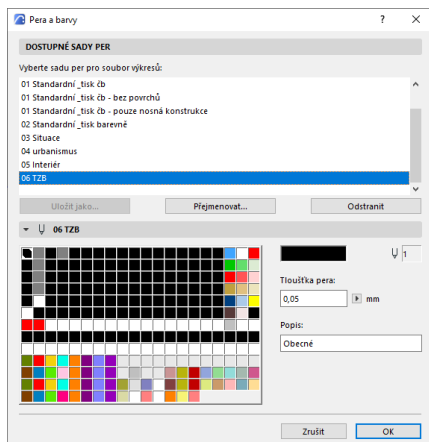 Pera a barvy
?
DOSTUPNÉ SADY PER
Vyberte sadu per pro soubor výkresů:
01 Standardní_tisk čb
01 Standardní_tisk čb - bez povrchů
01 Standardní_tisk čb - pouze nosná konstrukce
02 Standardní_tisk barevně
03 Situace
04 urbanismus
05 Interiér
06 TZB
Uložit jako...
Přejmenovat...
Odstranit
06 TZB
1
Tloušťka pera:
0,05
mm
Popis:
Obecné
Zrušit
OK